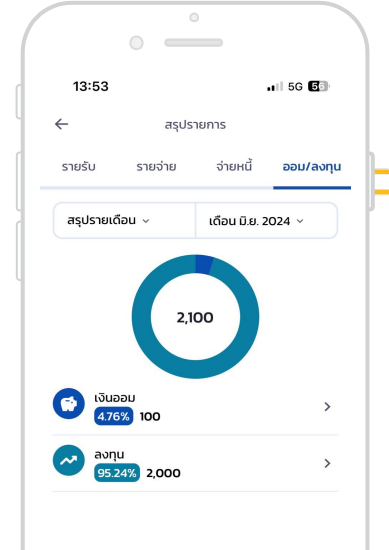 13:53
5G 56
สรุปรายการ
รายรับ รายจ่าย จ่ายหนี้ ออม/ลงทุน
สรุปรายเดือน เดือน มิ.ย. 2024
2,100
เงินออม
4.76% 100
ลงทุน
95.24% 2,000